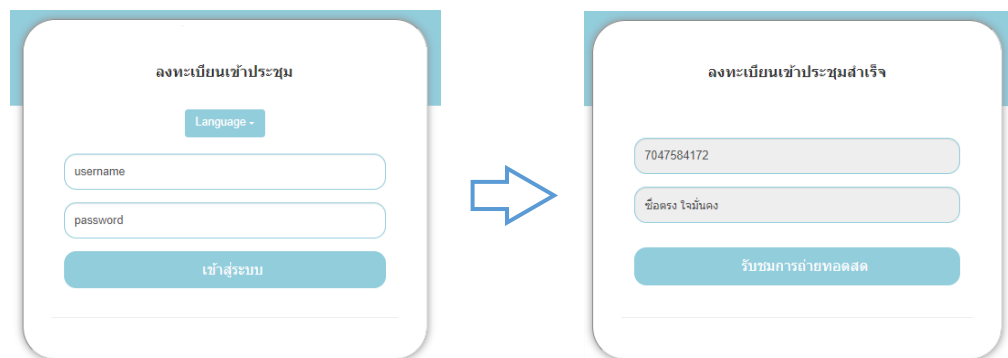 ลงทะเบียนเข้าประชุม
Language
username
password
เข้าสู่ระบบ
ลงทะเบียนเข้าประชุมสำเร็จ
7047584172
ซื่อตรง ใจมั่นคง
รับชมการถ่ายทอดสด